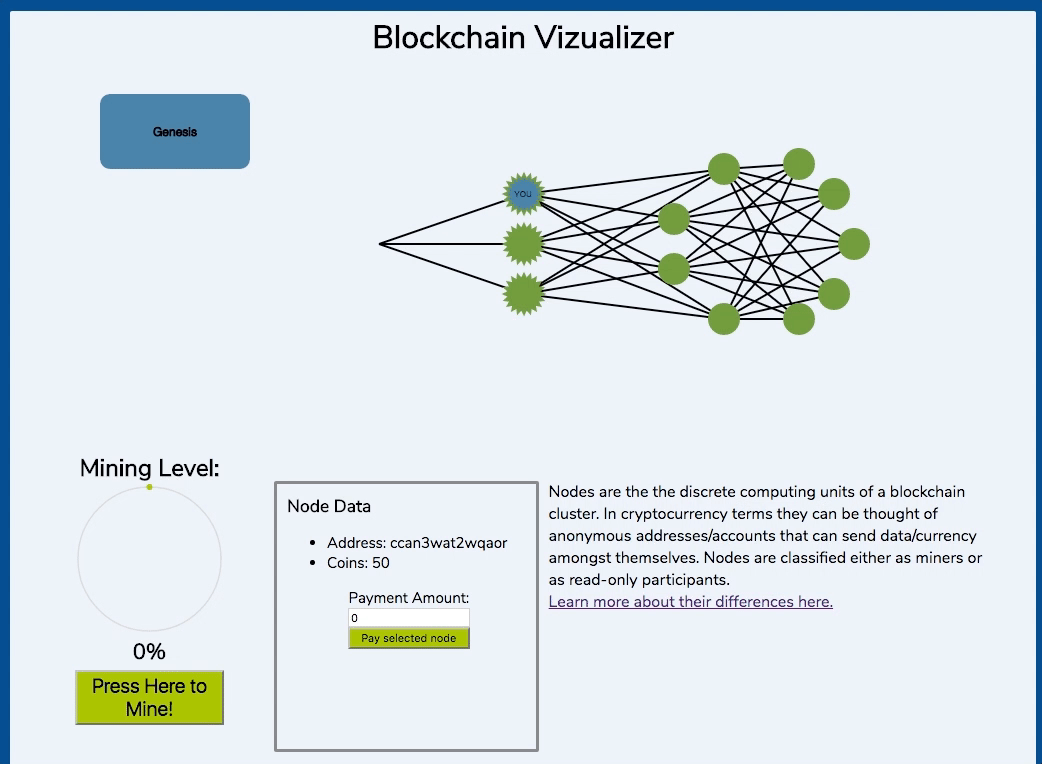 Blockchain Vizualizer
Genesis
YOU
Mining Level:
0%
Press Here to
Mine!
Node Data
Address: ccan3wat2wqaor
Coins: 50
Payment Amount:
0
Pay selected node
Nodes are the the discrete computing units of a blockchain
cluster. In cryptocurrency terms they can be thought of
anonymous addresses/accounts that can send data/currency
amongst themselves. Nodes are classified either as miners or
as read-only participants.
Learn more about their differences here.